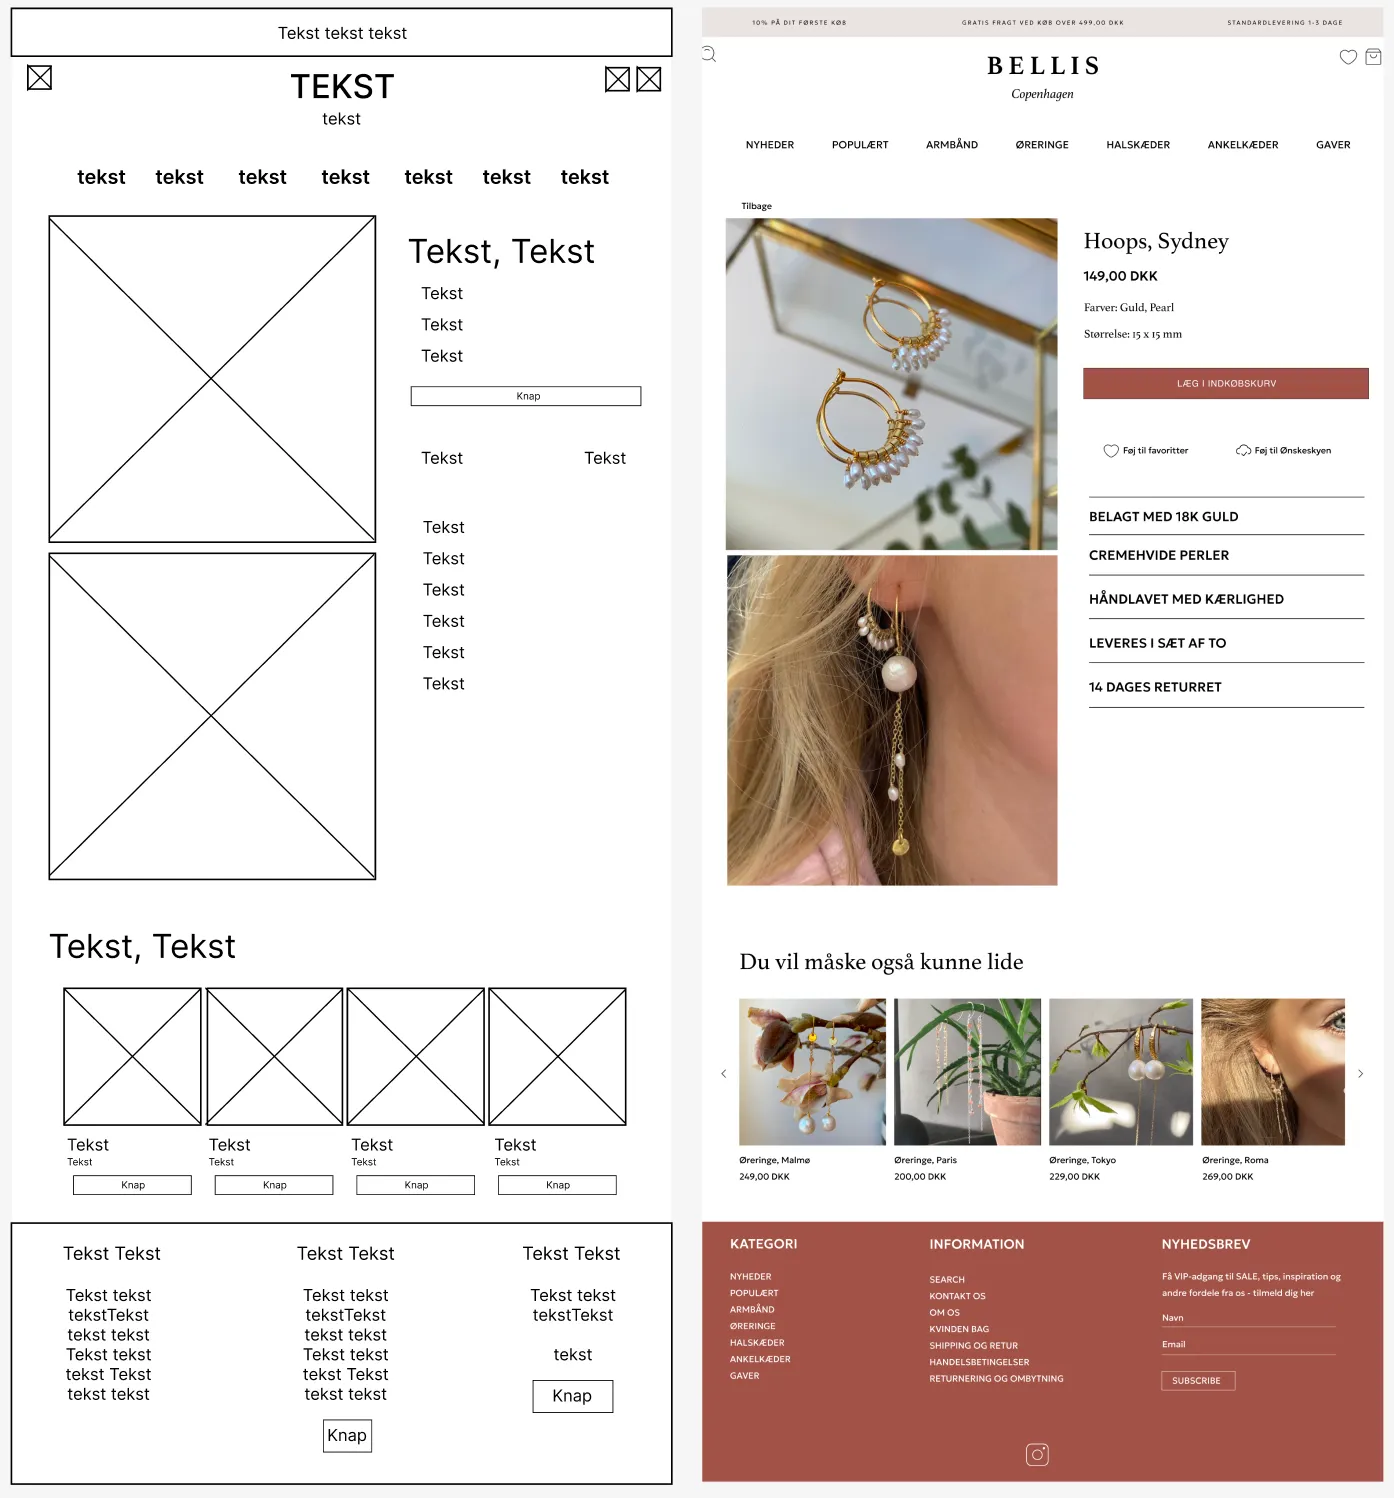 Tekst tekst tekst
TEKST
tekst
tekst tekst tekst tekst tekst tekst tekst
Tekst, Tekst
Tekst
Tekst
Tekst
Knap
Tekst Tekst
Tekst
Tekst
Tekst
Tekst
Tekst
Tekst
Tekst, Tekst
Tekst Tekst Tekst Tekst
Tekst Tekst Tekst Tekst
Knap Knap Knap Knap
Tekst Tekst
Tekst tekst
tekstTekst
tekst tekst
Tekst tekst
tekst Tekst
tekst tekst
Tekst Tekst
Tekst tekst
tekstTekst
tekst tekst
Tekst tekst
tekst Tekst
tekst tekst
Knap
Tekst Tekst
Tekst tekst
tekstTekst
tekst
Knap
10% PÅ DIT FØRSTE KØB GRATIS FRAGT VED KØB OVER 499,00 DKK STANDARDLEVERING 1-3 DAGE
BELLIS
Copenhagen
NYHEDER POPULÆRT ARMBÅND ØRERINGE HALSKÆDER ANKELKÆDER GAVER
Tilbage
Hoops, Sydney
149,00 DKK
Farver: Guld, Pearl
Størrelse: 15 x 15 mm
LÆG I INDKØBSKURV
Føj til favoritter Føj til Ønskeskyen
BELAGT MED 18K GULD
CREMEHVIDE PERLER
HÅNDLAVET MED KÆRLIGHED
LEVERES I SÆT AF TO
14 DAGES RETURRET
Du vil måske også kunne lide
Øreringe, Malmø Øreringe, Paris Øreringe, Tokyo Øreringe, Roma
249,00 DKK 200,00 DKK 229,00 DKK 269,00 DKK
KATEGORI
NYHEDER
POPULÆRT
ARMBÅND
ØRERINGE
HALSKÆDER
ANKELKÆDER
GAVER
INFORMATION
SEARCH
KONTAKT OS
OM OS
KVINDEN BAG
SHIPPING OG RETUR
HANDELSBETINGELSER
RETURNERING OG OMBYTNING
NYHEDSBREV
Få VIP-adgang til SALE, tips, inspiration og
andre fordele fra os - tilmeld dig her
Navn
Email
SUBSCRIBE